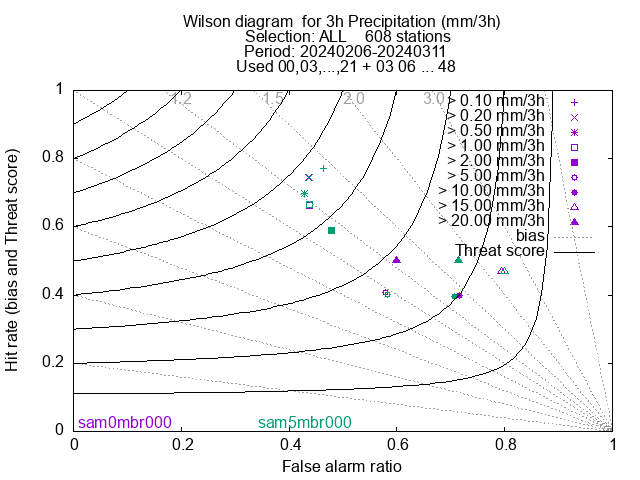 Wilson diagram for 3h Precipitation (mm/3h)
Selection: ALL 608 stations
Period: 20240206-20240311
Used 00,03,...,21 + 03 06 ... 48
1.2 1.5 2.0 3.0
> 0.10 mm/3h
> 0.20 mm/3h
> 0.50 mm/3h
> 1.00 mm/3h
> 2.00 mm/3h
> 5.00 mm/3h
> 10.00 mm/3h
> 15.00 mm/3h
> 20.00 mm/3h
bias
Threat score
Hit rate (bias and Threat score)
1
0.8
0.6
0.4
0.2
0
sam0mbr000 sam5mbr000
0 0.2 0.4 0.6 0.8 1
False alarm ratio